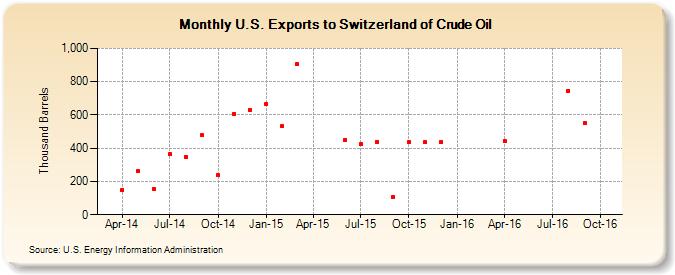 Monthly U.S. Exports to Switzerland of Crude Oil
Thousand Barrels
1,000
800
600
400
200
0
Apr-14 Jul-14 Oct-14 Jan-15 Apr-15 Jul-15 Oct-15 Jan-16 Apr-16 Jul-16 Oct-16
Source: U.S. Energy Information Administration